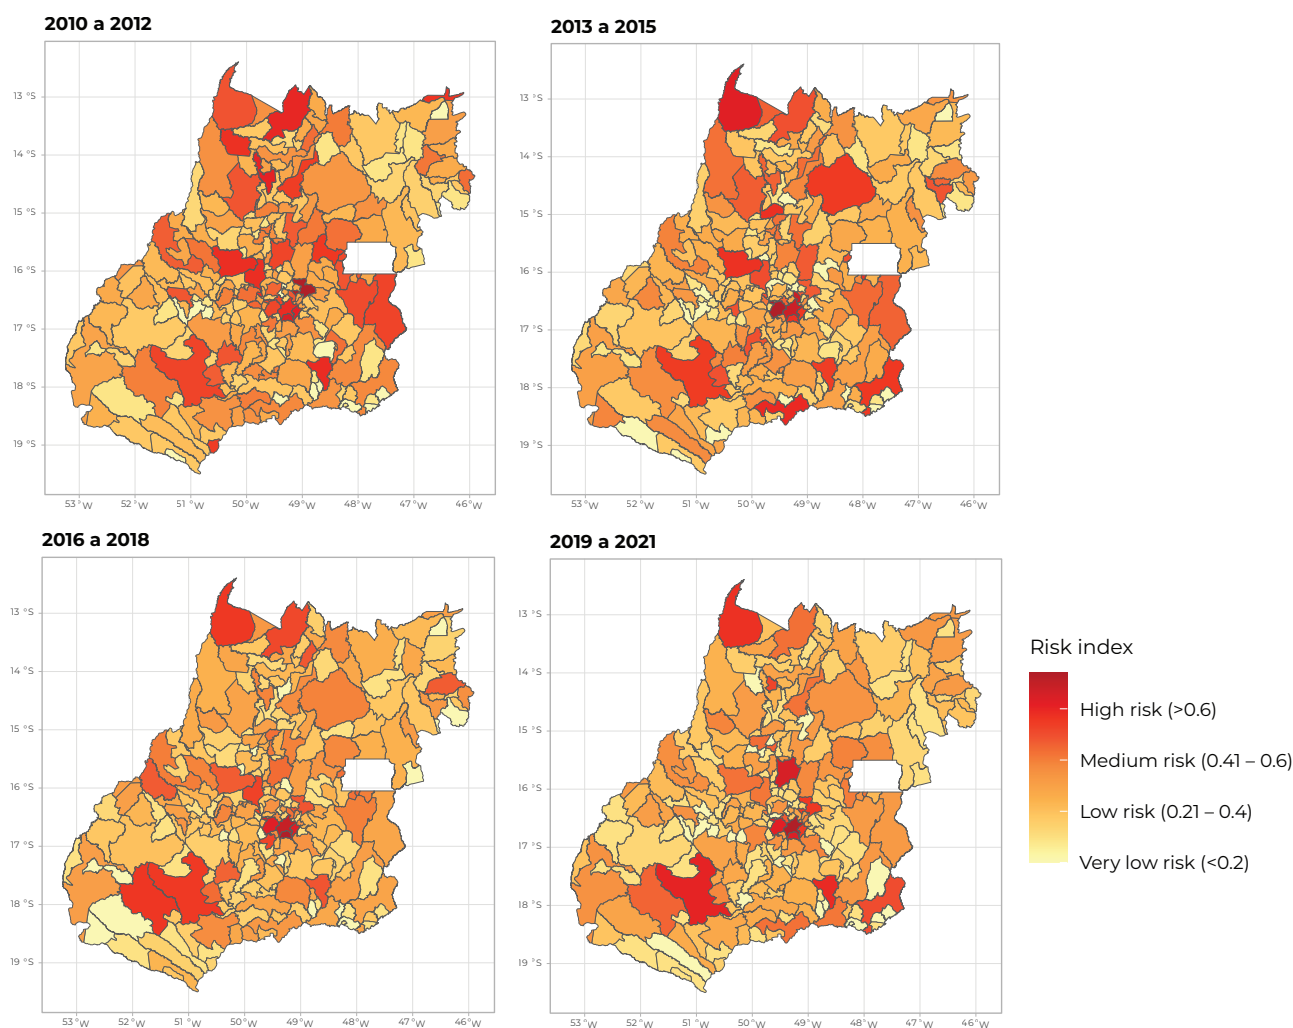 2010 a 2012
13 °S
14 °S
15 °S
16 °S
17 °S
18 °S
19 °S
53°W 52°W 51°W 50°W 49°W 48°W 47°W 46°W
2013 a 2015
13 °S
14 °S
15 °S
16 °S
17 °S
18 °S
19 °S
53°W 52°W 51°W 50°W 49°W 48°W 47°W 46°W
2016 a 2018
13 °S
14 °S
15 °S
16 °S
17 °S
18 °S
19 °S
53°W 52°W 51°W 50°W 49°W 48°W 47°W 46°W
2019 a 2021
13 °S
14 °S
15 °S
16 °S
17 °S
18 °S
19 °S
53°W 52°W 51°W 50°W 49°W 48°W 47°W 46°W
Risk index
High risk (>0.6)
Medium risk (0.41 – 0.6)
Low risk (0.21 – 0.4)
Very low risk (<0.2)